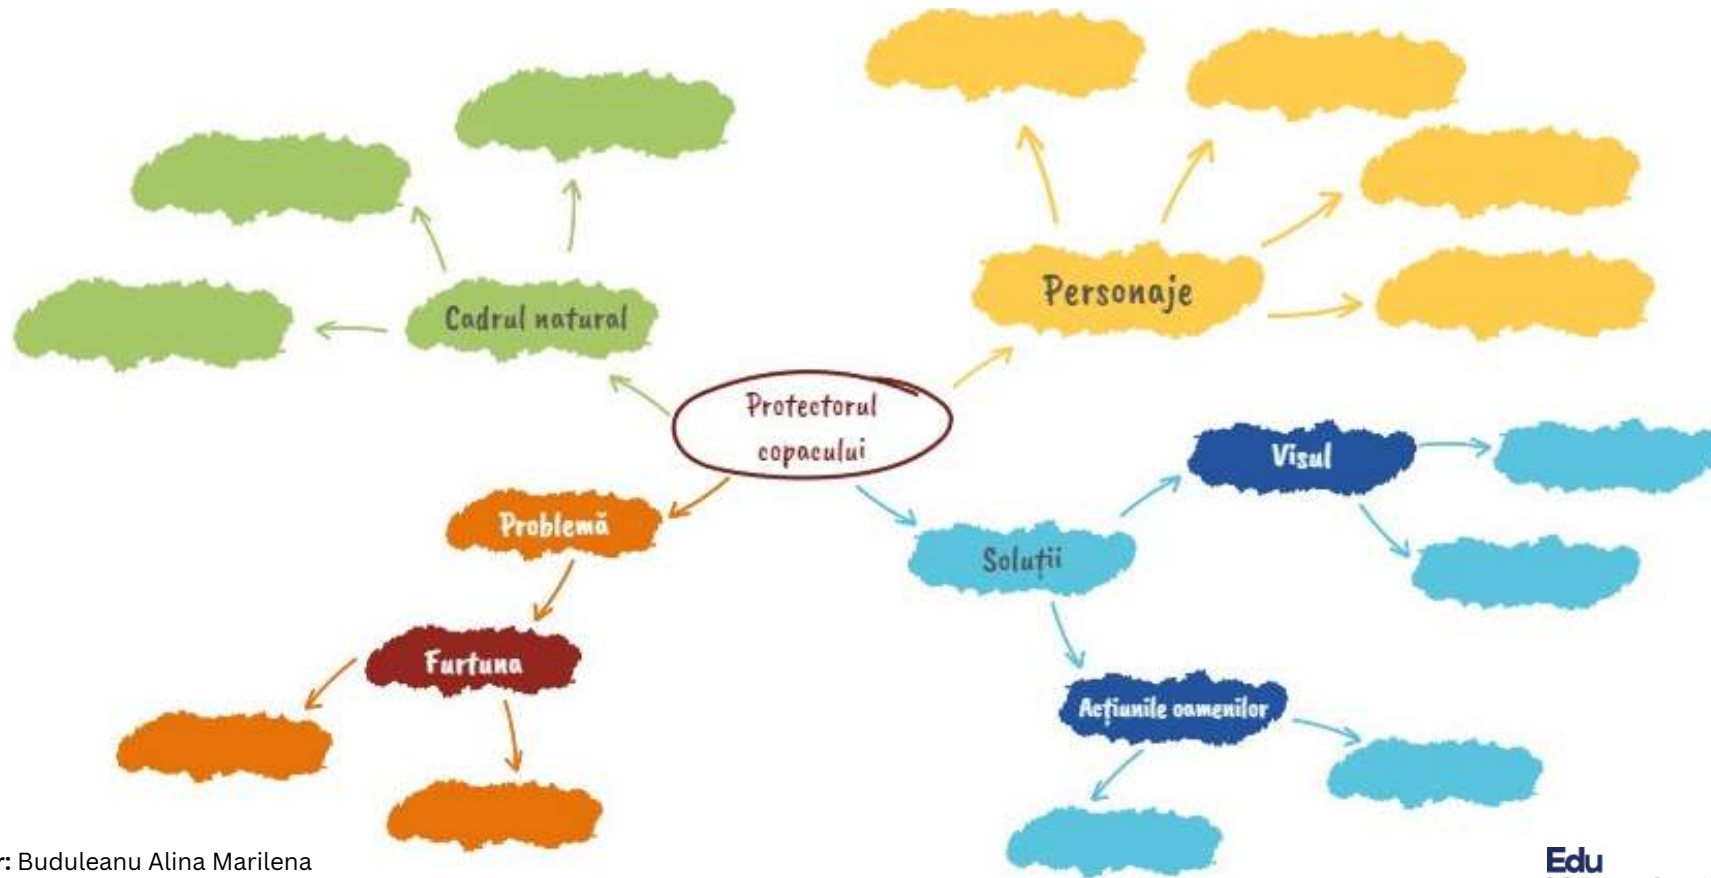 Cadrul natural
Personaje
Protectorul
copacului
Visul
Problemă
Soluții
Furtuna
Acțiunile oamenilor
r: Buduleanu Alina Marilena
Edu